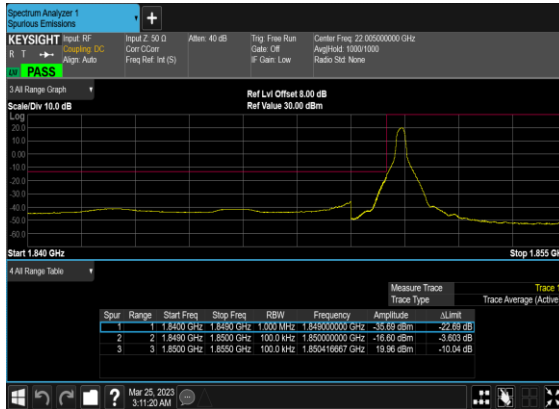 Spectrum Analyzer 1
Spurious Emissions
+
KEYSIGHT Input: RF Input Z: 50 Ω Atten: 40 dB Trig: Free Run Center Freq: 22.005000000 GHz
R T Coupling: DC Corr CCorr Gate: Off Avg|Hold: 1000/1000
Align: Auto Freq Ref: Int (S) IF Gain: Low Radio Std: None
PASS
3 All Range Graph
Ref Lvl Offset 8.00 dB
Scale/Div 10.0 dB Ref Value 30.00 dBm
Log
20.0
10.0
0.00
-10.0
-20.0
-30.0
-40.0
-50.0
-60.0
Start 1.840 GHz Stop 1.855 GH
4 All Range Table
Measure Trace Trace 1
Trace Type Trace Average (Active
Spur Range Start Freq Stop Freq RBW Frequency Amplitude ΔLimit
1 1 1.8400 GHz 1.8490 GHz 1.000 MHz 1.849000000 GHz -35.69 dBm -22.69 dB
2 2 1.8490 GHz 1.8500 GHz 100.0 kHz 1.850000000 GHz -16.60 dBm -3.603 dB
3 3 1.8500 GHz 1.8550 GHz 100.0 kHz 1.850416667 GHz 19.96 dBm -10.04 dB
? Mar 25, 2023
3:11:20 AM